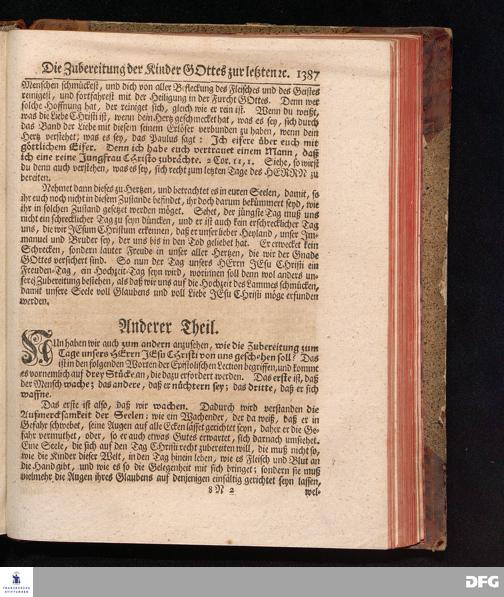 Die Zubereitung der Kinder GOttes zur letzten ꝛc. 1387
Menschen schmückest, und dich von aller Befleckung des Fleisches und des Geistes
reinigest, und fortfahrest mit der Heiligung in der Furcht GOttes. Denn wer
solche Hoffnung hat, der reiniget sich, gleich wie er rein ist. Wenn du weißt,
was die Liebe Christi ist, wenn dein Hertz geschmecket hat, was es sey, sich durch
das Band der Liebe mit diesem seinem Erlöser verbunden zu haben, wenn dein
Hertz verstehet, was es sey, das Paulus sagt: Ich eifere über euch mit
göttlichem Eifer. Denn ich habe euch vertrauet einem Mann, daß
ich eine reine Jungfrau Christo zubrächte. 2 Cor. 11, 1. Siehe, so wirst
du denn auch verstehen, was es sey, sich recht zum letzten Tage des HERRN zu
bereiten.
Nehmet dann dieses zu Hertzen, und betrachtet es in euren Seelen, damit, so
ihr euch noch nicht in diesem Zustande befindet, ihr doch darum bekümmert seyd, wie
ihr in solchen Zustand gesetzet werden möget. Sehet, der jüngste Tag muß uns
nicht ein schrecklicher Tag zu seyn düncken, und er ist auch kein erschrecklicher Tag
uns, die wir JEsum Christum erkennen, daß er unser lieber Heyland, unser Im-
manuel und Bruder sey, der uns bis in den Tod geliebet hat. Er erwecket kein
Schrecken, sondern lauter Freude in unser aller Hertzen, die wir der Gnade
GOttes versichert sind. So nun der Tag unsers HErrn JEsu Christi ein
Freuden-Tag, ein Hochzeit-Tag seyn wird, worinnen soll denn wol anders un-
sere Zubereitung bestehen, als daß wir uns auf die Hochzeit des Lammes schmücken,
damit unsere Seele voll Glaubens und voll Liebe JEsu Christi möge erfunden
werden.
Anderer Theil.
NUn haben wir auch zum andern anzusehen, wie die Zubereitung zum
Tage unsers HErrn JEsu Christi von uns geschehen soll? Das
ist in den folgenden Worten der Epistolischen Lection begriffen, und kommt
es vornemlich auf drey Stücke an, die dazu erfordert werden. Das erste ist, daß
der Mensch wache; das andere, daß er nüchtern sey; das dritte, daß er sich
waffne.
Das erste ist also, daß wir wachen. Dadurch wird verstanden die
Aufmercksamkeit der Seelen: wie ein Wachender, der da weiß, daß er in
Gefahr schwebet, seine Augen auf alle Ecken lässet gerichtet seyn, daher er die Ge-
fahr vermuthet, oder, so er auch etwas Gutes erwartet, sich darnach umsiehet.
Eine Seele, die sich auf den Tag Christi recht zubereiten will, die muß nicht so,
wie die Kinder dieser Welt, in den Tag hinein leben, wie es Fleisch und Blut an
die Hand gibt, und wie es so die Gelegenheit mit sich bringet; sondern sie muß
vielmehr die Augen ihres Glaubens auf denjenigen einfältig gerichtet seyn lassen,
8 N 2 wel-
FRANCKESCHE
STIFTUNGEN
DFG